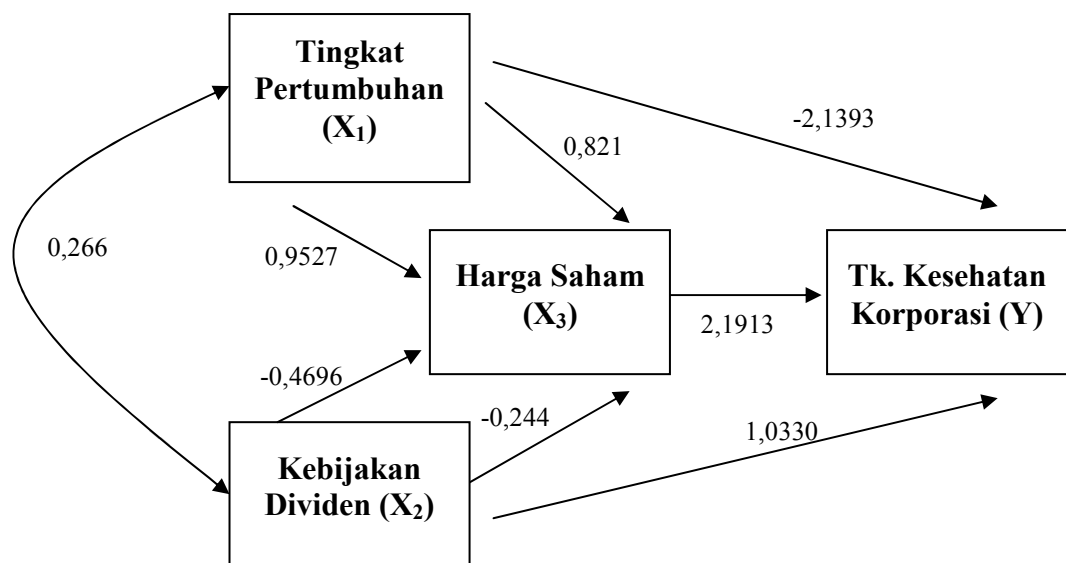 Tingkat
Pertumbuhan
(X₁)
-2,1393
0,821
0,266
0,9527
Harga Saham
(X₃)
2,1913
Tk. Kesehatan
Korporasi (Y)
-0,4696
-0,244
1,0330
Kebijakan
Dividen (X₂)